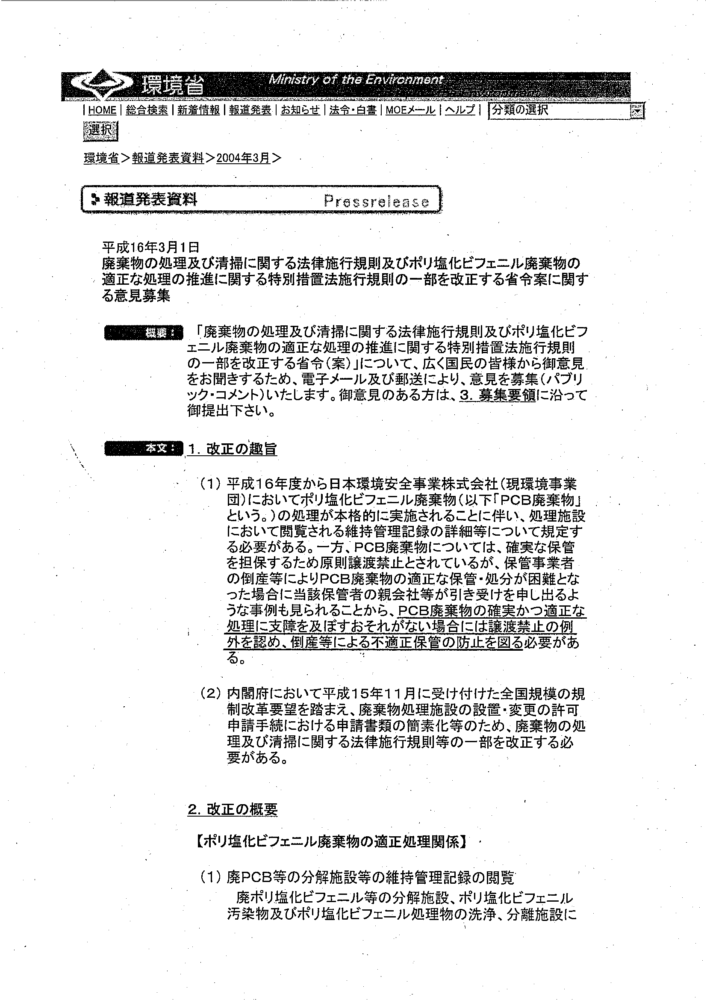 環境省 Ministry of the Environment
|HOME|総合検索|新着情報|報道発表|お知らせ|法令・白書|MOEメール|ヘルプ| 分類の選択
選択
環境省>報道発表資料>2004年3月>
報道発表資料 Pressrelease
平成16年3月1日
廃棄物の処理及び清掃に関する法律施行規則及びポリ塩化ビフェニル廃棄物の
適正な処理の推進に関する特別措置法施行規則の一部を改正する省令案に関す
る意見募集
概要: 「廃棄物の処理及び清掃に関する法律施行規則及びポリ塩化ビフ
ェニル廃棄物の適正な処理の推進に関する特別措置法施行規則
の一部を改正する省令(案)」について、広く国民の皆様から御意見
をお聞きするため、電子メール及び郵送により、意見を募集(パブリ
ック・コメント)いたします。御意見のある方は、3. 募集要領に沿って
御提出下さい。
本文: 1. 改正の趣旨
(1) 平成16年度から日本環境安全事業株式会社(現環境事業
団)においてポリ塩化ビフェニル廃棄物(以下「PCB廃棄物」
という。)の処理が本格的に実施されることに伴い、処理施設
において閲覧される維持管理記録の詳細等について規定す
る必要がある。一方、PCB廃棄物については、確実な保管
を担保するため原則譲渡禁止とされているが、保管事業者
の倒産等によりPCB廃棄物の適正な保管・処分が困難とな
った場合に当該保管者の親会社等が引き受けを申し出るよ
うな事例も見られることから、PCB廃棄物の確実かつ適正な
処理に支障を及ぼすおそれがない場合には譲渡禁止の例
外を認め、倒産等による不適正保管の防止を図る必要があ
る。
(2) 内閣府において平成15年11月に受け付けた全国規模の規
制改革要望を踏まえ、廃棄物処理施設の設置・変更の許可
申請手続における申請書類の簡素化等のため、廃棄物の処
理及び清掃に関する法律施行規則等の一部を改正する必
要がある。
2. 改正の概要
【ポリ塩化ビフェニル廃棄物の適正処理関係】
(1) 廃PCB等の分解施設等の維持管理記録の閲覧
廃ポリ塩化ビフェニル等の分解施設、ポリ塩化ビフェニル
汚染物及びポリ塩化ビフェニル処理物の洗浄、分離施設に